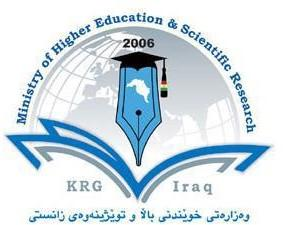 Ministry of Higher Education & Scientific Research
2006
KRG Iraq
وەزارەتی خوێندنی باڵا و توێژینەوەی زانستی